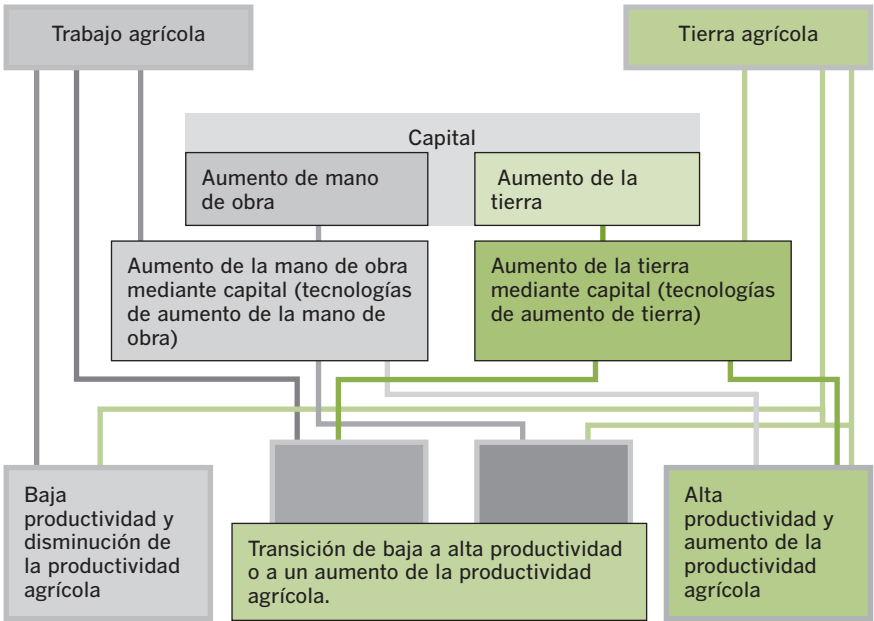 Trabajo agrícola
Tierra agrícola
Capital
Aumento de mano
de obra
Aumento de la
tierra
Aumento de la mano de obra
mediante capital (tecnologías
de aumento de la mano de
obra)
Aumento de la tierra
mediante capital (tecnologías
de aumento de tierra)
Baja
productividad y
disminución de
la productividad
agrícola
Transición de baja a alta productividad
o a un aumento de la productividad
agrícola.
Alta
productividad y
aumento de la
productividad
agrícola